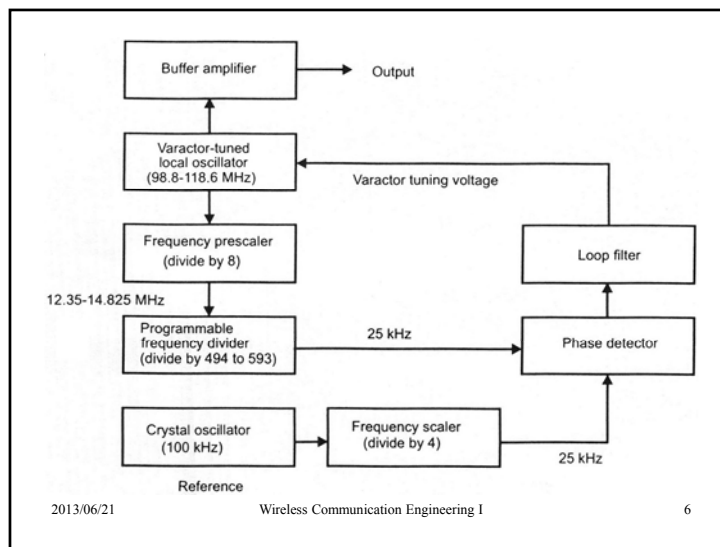 Buffer amplifier
Output
Varactor-tuned
local oscillator
(98.8-118.6 MHz)
Varactor tuning voltage
Frequency prescaler
(divide by 8)
Loop filter
12.35-14.825 MHz
Programmable
frequency divider
(divide by 494 to 593)
25 kHz
Phase detector
Crystal oscillator
(100 kHz)
Frequency scaler
(divide by 4)
25 kHz
Reference
2013/06/21 Wireless Communication Engineering I 6